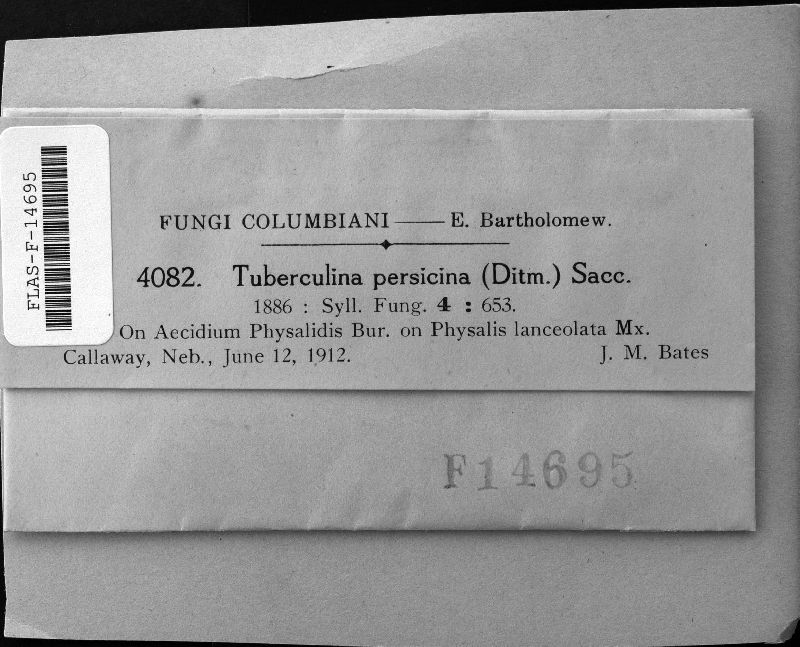 FLAS-F-14695
FUNGI COLUMBIANI — E. Bartholomew.
4082. Tuberculina persicina (Ditm.) Sacc.
1886 : Syll. Fung. 4 : 653.
On Aecidium Physalidis Bur. on Physalis lanceolata Mx.
Callaway, Neb., June 12, 1912. J. M. Bates
F14695